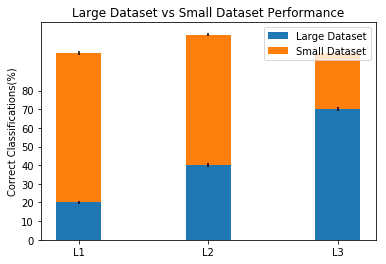 Large Dataset vs Small Dataset Performance
Large Dataset
Small Dataset
Correct Classifications(%)
80
70
60
50
40
30
20
10
0
L1 L2 L3